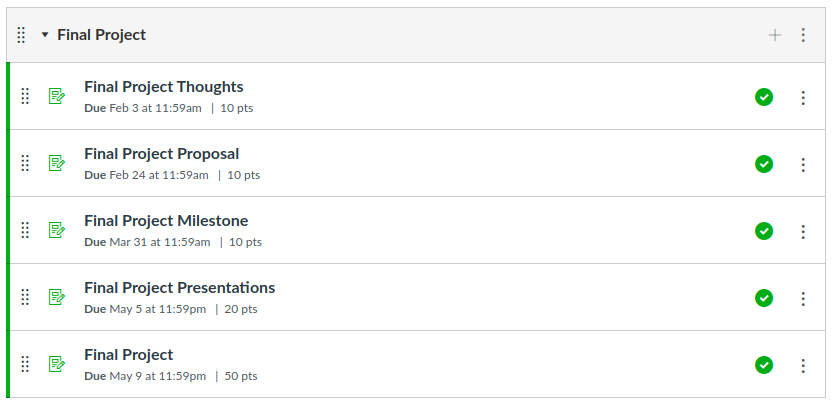 Final Project
Final Project Thoughts
Due Feb 3 at 11:59am | 10 pts
Final Project Proposal
Due Feb 24 at 11:59am | 10 pts
Final Project Milestone
Due Mar 31 at 11:59am | 10 pts
Final Project Presentations
Due May 5 at 11:59pm | 20 pts
Final Project
Due May 9 at 11:59pm | 50 pts